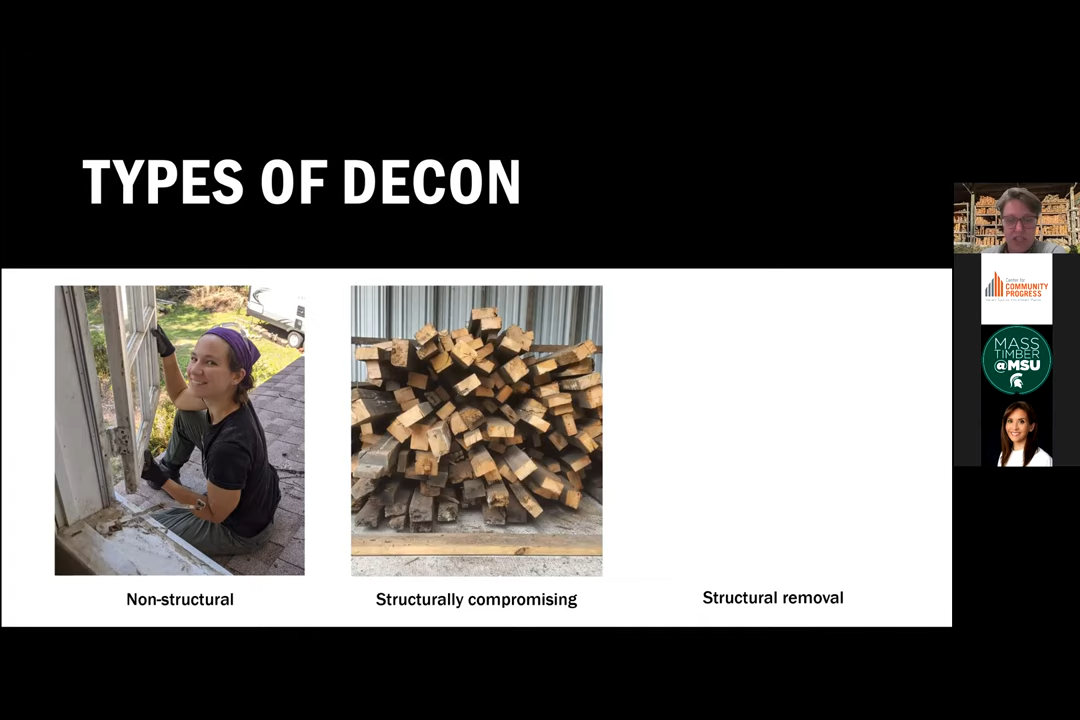 TYPES OF DECON
Non-structural
Structurally compromising
Structural removal
Center for
COMMUNITY
PROGRESS
MASS
TIMBER
@MSU